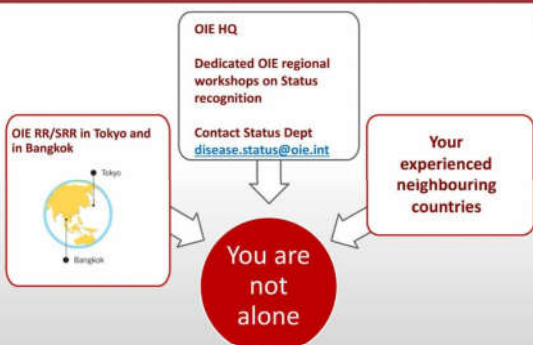 OIE HQ
Dedicated OIE regional
workshops on Status
recognition
Contact Status Dept
disease.status@oie.int
OIE RR/SRR in Tokyo and
in Bangkok
Tokyo
Bangkok
Your
experienced
neighbouring
countries
You are
not
alone